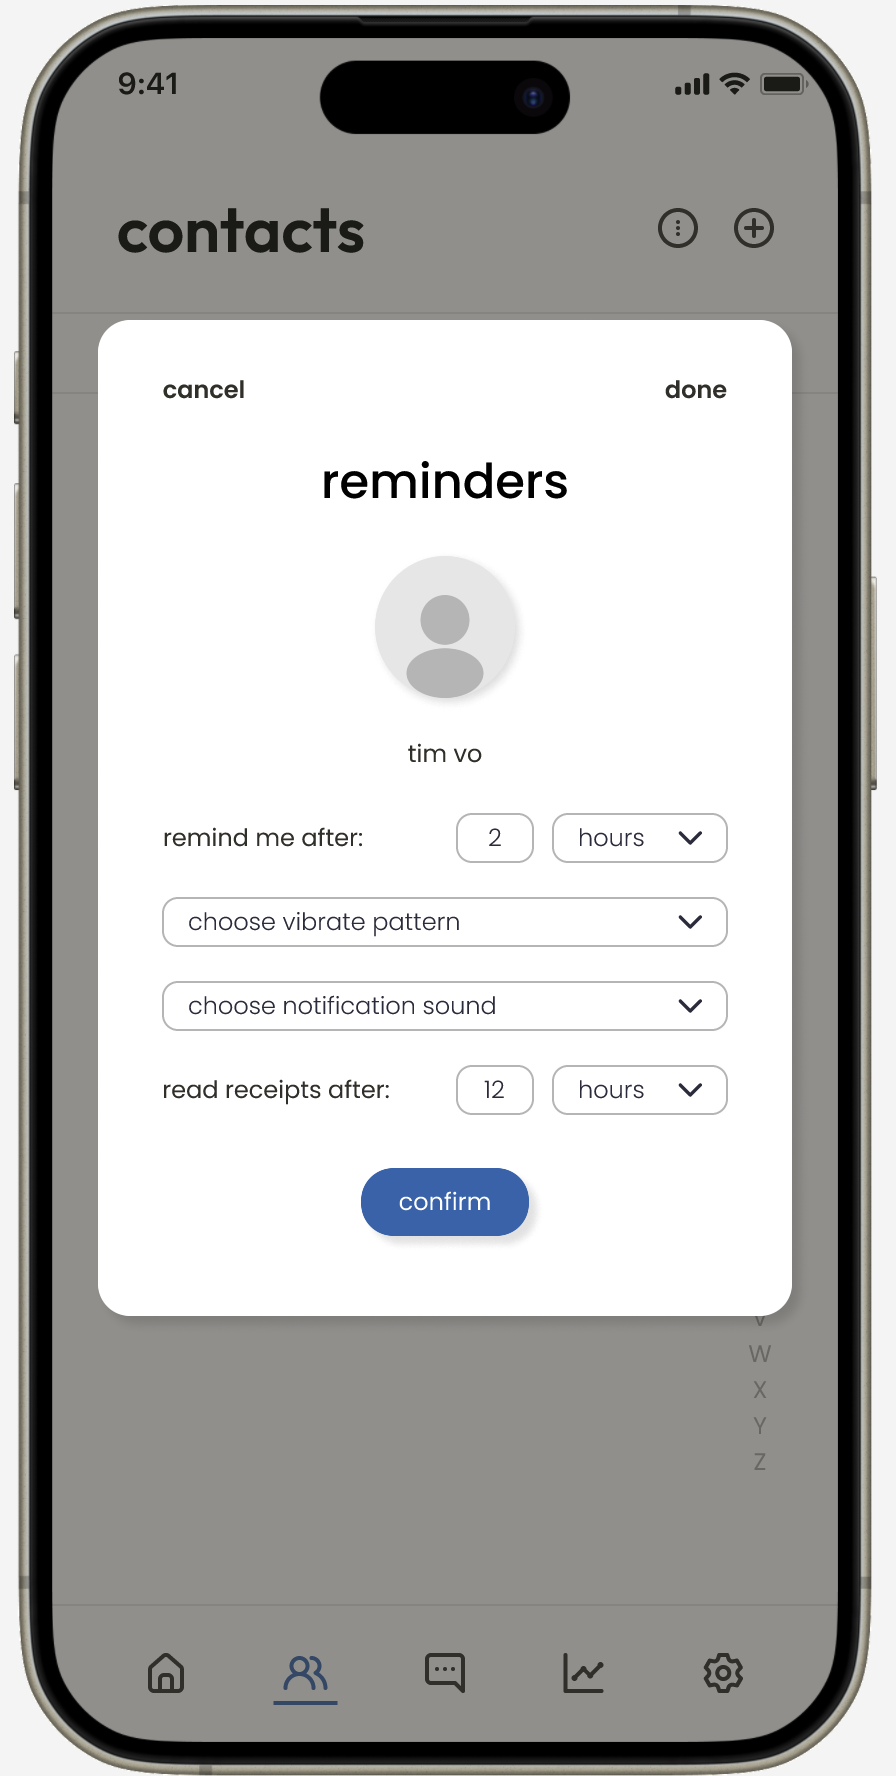 9:41
contacts
cancel done
reminders
tim vo
remind me after: 2 hours
choose vibrate pattern
choose notification sound
read receipts after: 12 hours
confirm
V
W
X
Y
Z